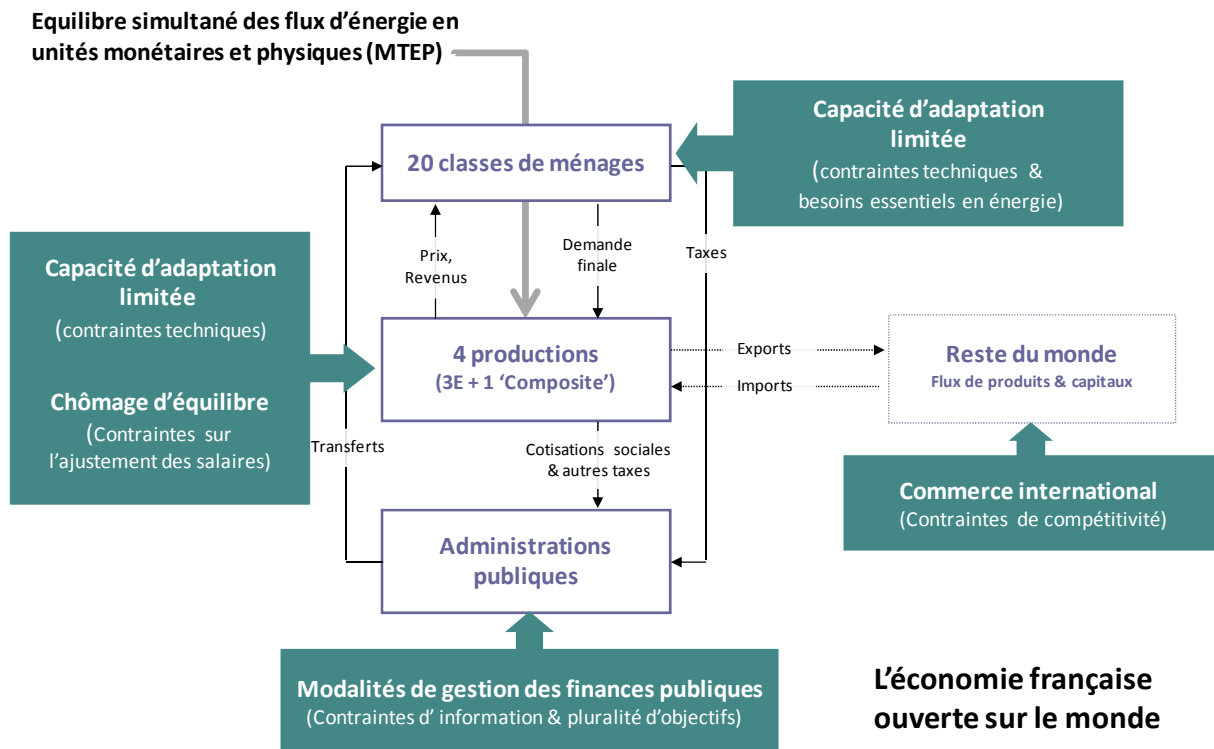 Equilibre simultané des flux d’énergie en
unités monétaires et physiques (MTEP)
Capacité d’adaptation
limitée
(contraintes techniques &
besoins essentiels en énergie)
20 classes de ménages
Prix,
Revenus
Demande
finale
Taxes
Capacité d’adaptation
limitée
(contraintes techniques)
Chômage d’équilibre
(Contraintes sur
l’ajustement des salaires)
4 productions
(3E + 1 ‘Composite’)
Exports
Imports
Reste du monde
Flux de produits & capitaux
Transferts
Cotisations sociales
& autres taxes
Commerce international
(Contraintes de compétitivité)
Administrations
publiques
Modalités de gestion des finances publiques
(Contraintes d’ information & pluralité d’objectifs)
L’économie française
ouverte sur le monde